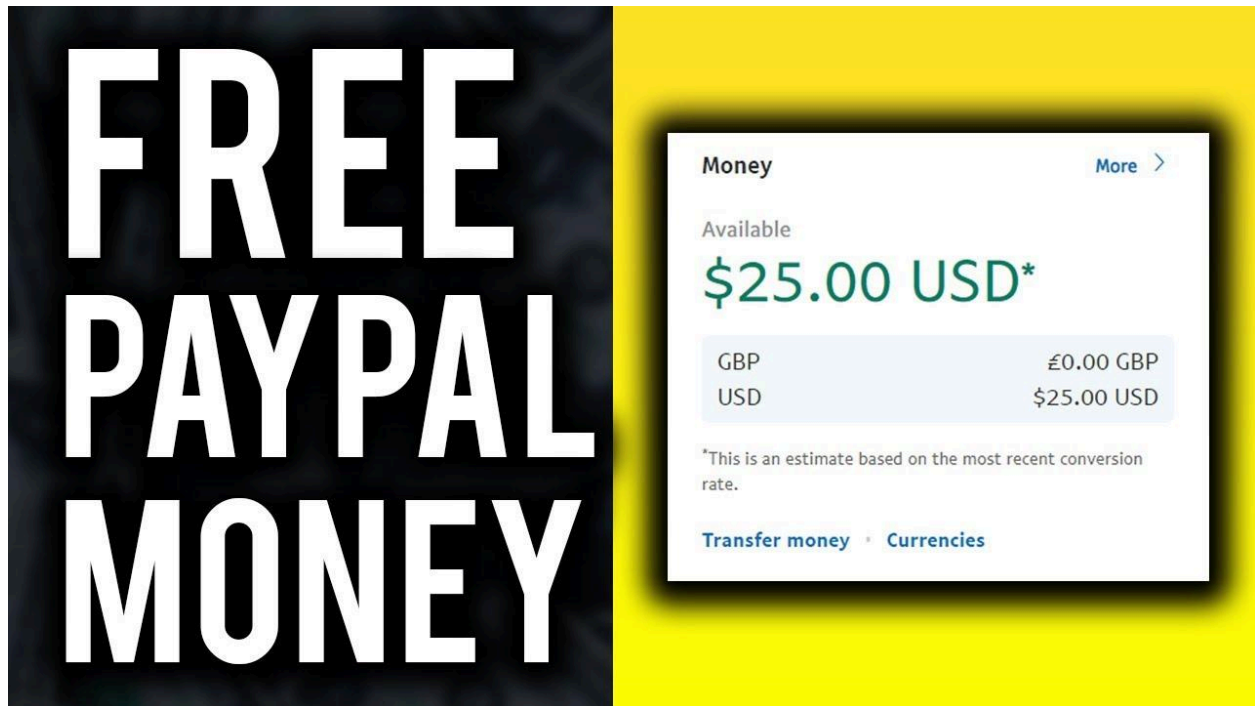 FREE
PAYPAL
MONEY
Money More
Available
$25.00 USD*
GBP £0.00 GBP
USD $25.00 USD
*This is an estimate based on the most recent conversion
rate.
Transfer money · Currencies